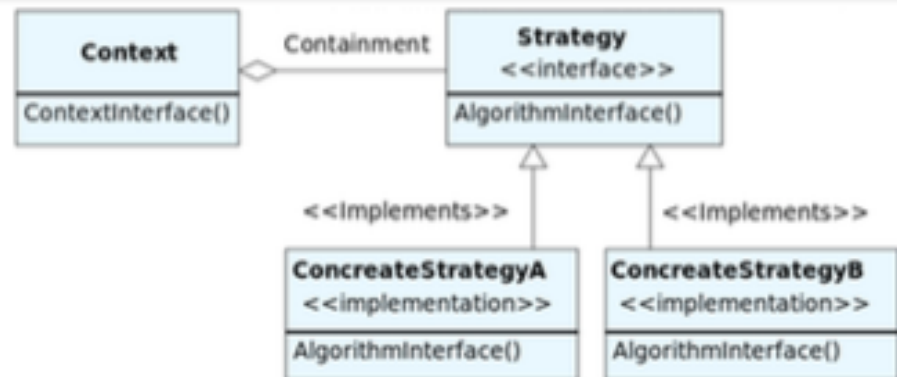 Context
Containment
Strategy
<<interface>>
ContextInterface()
AlgorithmInterface()
<<Implements>>
<<Implements>>
ConcreateStrategyA
<<implementation>>
AlgorithmInterface()
ConcreateStrategyB
<<implementation>>
AlgorithmInterface()